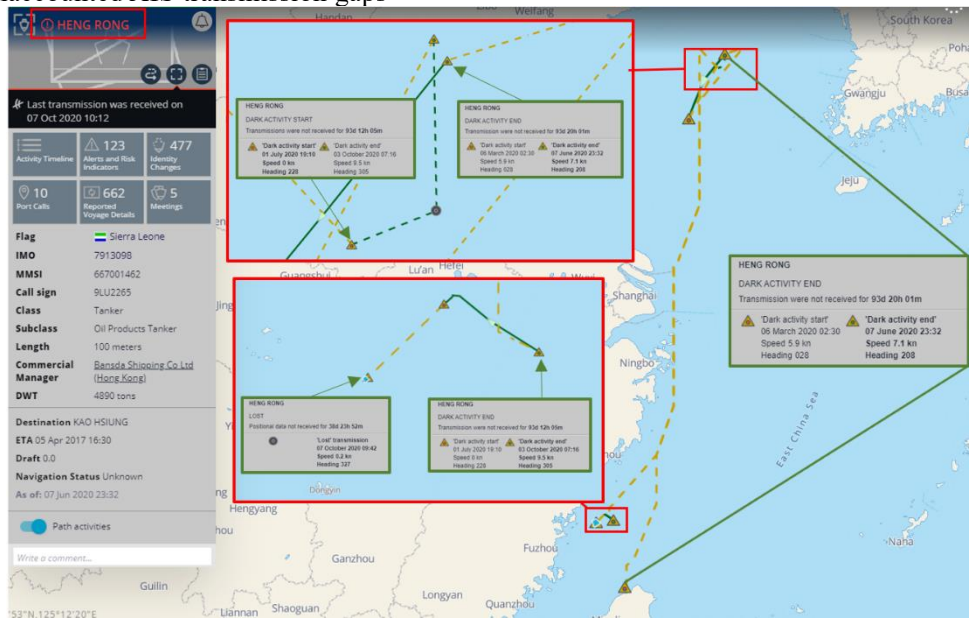 HENG RONG
Last transmission was received on
07 Oct 2020 10:12
Activity Timeline
123
Alerts and Risk
Indicators
477
Identity
Changes
10
Port Calls
662
Reported
Voyage Details
5
Meetings
Flag Sierra Leone
IMO 7913098
MMSI 667001462
Call sign 9LU2265
Class Tanker
Subclass Oil Products Tanker
Length 100 meters
Commercial Bansda Shipping Co Ltd
Manager (Hong Kong)
DWT 4890 tons
Destination KAO HSIUNG
ETA 05 Apr 2017 16:30
Draft 0.0
Navigation Status Unknown
As of: 07 Jun 2020 23:32
Path activities
Write a comment...
HENG RONG
DARK ACTIVITY START
Transmissions were not received for 93d 12h 05m
'Dark activity start' 'Dark activity end'
01 July 2020 19:10 03 October 2020 07:16
Speed 0 kn Speed 8.5 kn
Heading 228 Heading 305
HENG RONG
DARK ACTIVITY END
Transmissions were not received for 93d 20h 01m
'Dark activity start' 'Dark activity end'
06 March 2020 02:30 07 June 2020 23:32
Speed 5.9 kn Speed 7.1 kn
Heading 028 Heading 208
HENG RONG
DARK ACTIVITY END
Transmission were not received for 93d 20h 01m
'Dark activity start' 'Dark activity end'
06 March 2020 02:30 07 June 2020 23:32
Speed 5.9 kn Speed 7.1 kn
Heading 028 Heading 208
HENG RONG
LOST
'Lost' transmission
07 October 2020 09:42
Speed 0.2 kn
Heading 327
HENG RONG
DARK ACTIVITY END
Transmission were not received for 93d 12h 05m
'Dark activity start' 'Dark activity end'
01 July 2020 19:10 03 October 2020 07:16
Speed 0 kn Speed 8.5 kn
Heading 228 Heading 305
Handan
Weifang
South Korea
Gwangju
Busa
Jeju
Lu'an
Hefei
Shanghai
Ningbo
East China Sea
Dongyin
Hengyang
Fuzhou
Naha
Ganzhou
Guilin
Longyan
Quanzhou
Shaoguan
°53"N, 125°12'20"E